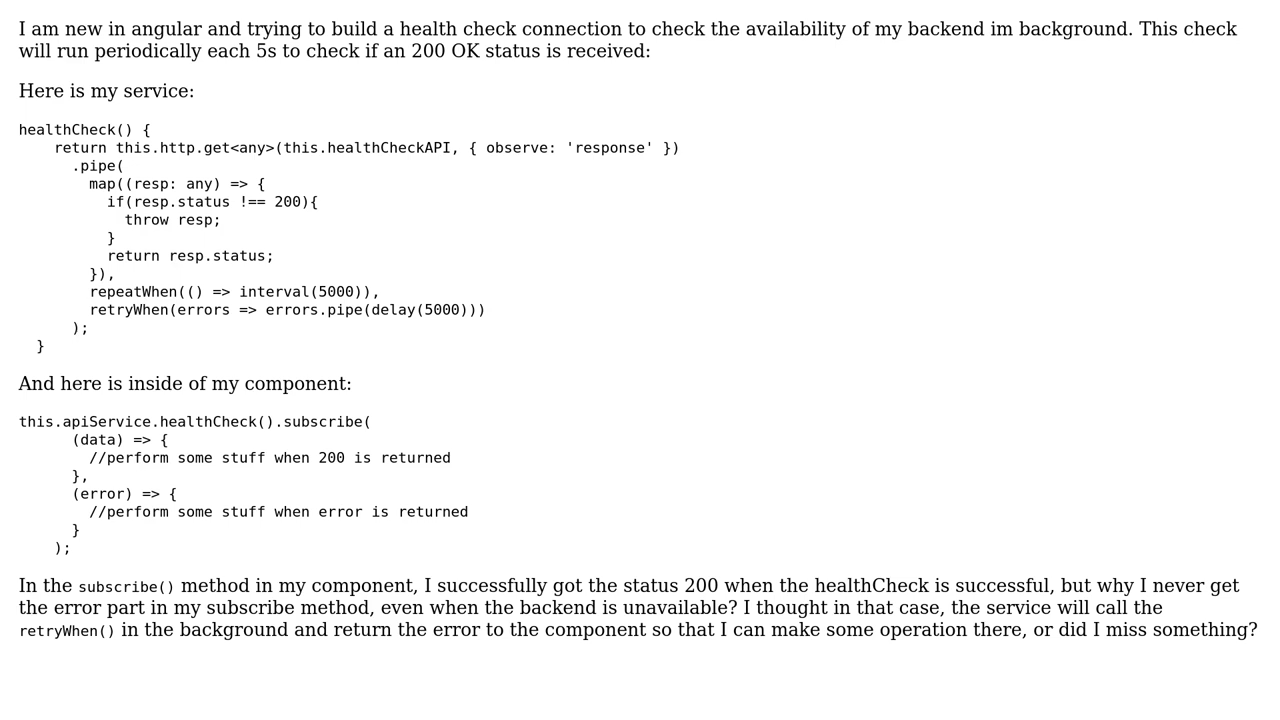 I am new in angular and trying to build a health check connection to check the availability of my backend im background. This check
will run periodically each 5s to check if an 200 OK status is received:
Here is my service:
healthCheck() {
    return this.http.get<any>(this.healthCheckAPI, { observe: 'response' })
      .pipe(
        map((resp: any) => {
          if(resp.status !== 200){
            throw resp;
          }
          return resp.status;
        }),
        repeatWhen(() => interval(5000)),
        retryWhen(errors => errors.pipe(delay(5000)))
      );
  }
And here is inside of my component:
this.apiService.healthCheck().subscribe(
      (data) => {
        //perform some stuff when 200 is returned
      },
      (error) => {
        //perform some stuff when error is returned
      }
    );
In the subscribe() method in my component, I successfully got the status 200 when the healthCheck is successful, but why I never get
the error part in my subscribe method, even when the backend is unavailable? I thought in that case, the service will call the
retryWhen() in the background and return the error to the component so that I can make some operation there, or did I miss something?